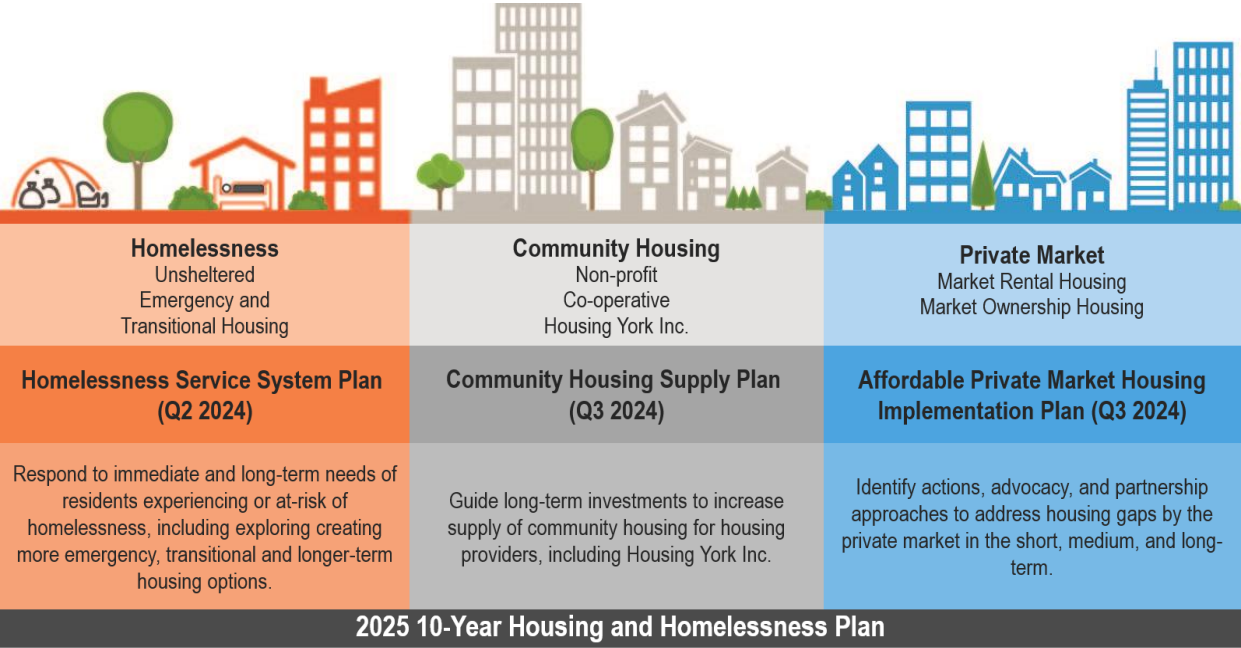 Homelessness
Unsheltered
Emergency and
Transitional Housing
Community Housing
Non-profit
Co-operative
Housing York Inc.
Private Market
Market Rental Housing
Market Ownership Housing
Homelessness Service System Plan
(Q2 2024)
Community Housing Supply Plan
(Q3 2024)
Affordable Private Market Housing
Implementation Plan (Q3 2024)
Respond to immediate and long-term needs of
residents experiencing or at-risk of
homelessness, including exploring creating
more emergency, transitional and longer-term
housing options.
Guide long-term investments to increase
supply of community housing for housing
providers, including Housing York Inc.
Identify actions, advocacy, and partnership
approaches to address housing gaps by the
private market in the short, medium, and long-
term.
2025 10-Year Housing and Homelessness Plan